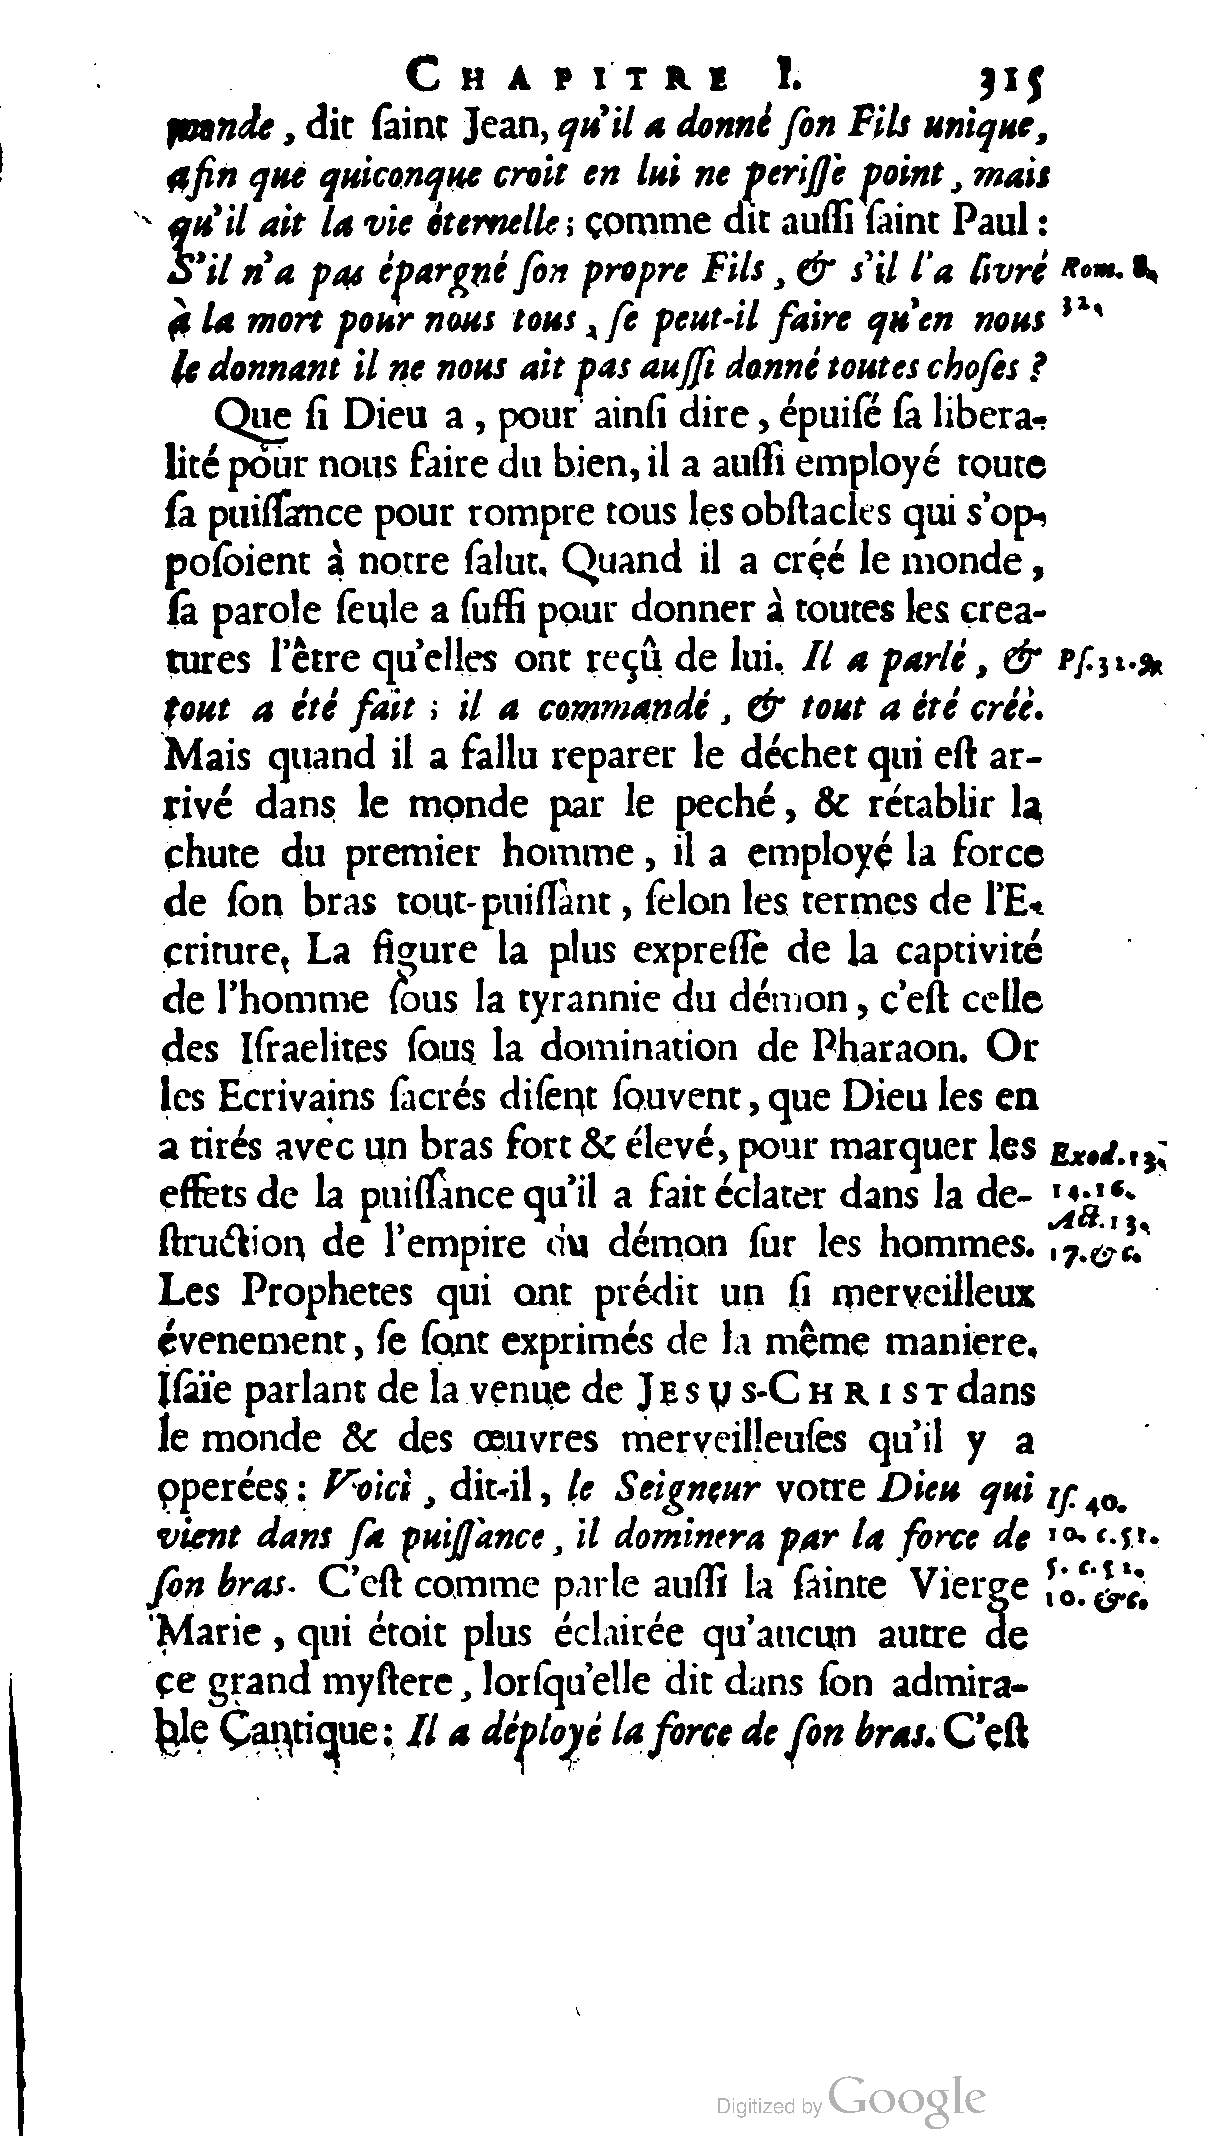 CHAPITRE I. 315
monde, dit ſaint Jean, qu'il a donné ſon Fils unique,
afin que quiconque croit en lui ne periſſe point, mais
qu'il ait la vie éternelle; comme dit auſſi ſaint Paul:
S'il n'a pas épargné ſon propre Fils, & s'il l'a livré Rom. 8.
à la mort pour nous tous, ſe peut-il faire qu'en nous 32.
le donnant il ne nous ait pas auſſi donné toutes choſes?
Que ſi Dieu a, pour ainſi dire, épuiſé ſa libera-
lité pour nous faire du bien, il a auſſi employé toute
ſa puiſſance pour rompre tous les obſtacles qui s'op-
poſoient à notre ſalut. Quand il a créé le monde,
ſa parole ſeule a ſuffi pour donner à toutes les crea-
tures l'être qu'elles ont reçû de lui. Il a parlé, & Pſ. 32. 9.
tout a été fait; il a commandé, & tout a été créé.
Mais quand il a fallu reparer le déchet qui eſt ar-
rivé dans le monde par le peché, & rétablir la
chute du premier homme, il a employé la force
de ſon bras tout-puiſſant, ſelon les termes de l'E-
criture. La figure la plus expreſſe de la captivité
de l'homme ſous la tyrannie du démon, c'eſt celle
des Iſraelites ſous la domination de Pharaon. Or
les Ecrivains ſacrés diſent ſouvent, que Dieu les en
a tirés avec un bras fort & élevé, pour marquer les Exod. 13.
effets de la puiſſance qu'il a fait éclater dans la de- 14. 16.
Act. 13.
ſtruction de l'empire du démon ſur les hommes. 17. &c.
Les Prophetes qui ont prédit un ſi merveilleux
évenement, ſe ſont exprimés de la même maniere.
Iſaïe parlant de la venue de JESUS-CHRIST dans
le monde & des œuvres merveilleuſes qu'il y a
operées: Voici, dit-il, le Seigneur votre Dieu qui Iſ. 40.
vient dans ſa puiſſance, il dominera par la force de 10. c. 51.
ſon bras. C'eſt comme parle auſſi la ſainte Vierge 5. c. 52.
10. &c.
Marie, qui étoit plus éclairée qu'aucun autre de
ce grand myſtere, lorſqu'elle dit dans ſon admira-
ble Cantique: Il a déployé la force de ſon bras. C'eſt
Digitized by Google